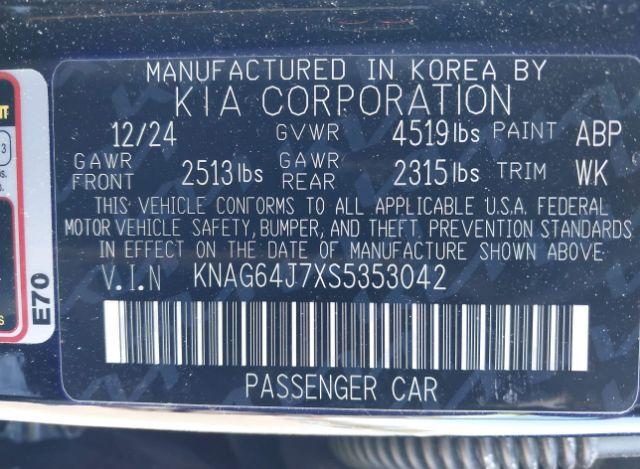 MANUFACTURED IN KOREA BY
KIA CORPORATION
12/24 GVWR 4519 lbs PAINT ABP
GAWR FRONT 2513 lbs GAWR REAR 2315 lbs TRIM WK
THIS VEHICLE CONFORMS TO ALL APPLICABLE U.S.A. FEDERAL
MOTOR VEHICLE SAFETY, BUMPER, AND THEFT PREVENTION STANDARDS
IN EFFECT ON THE DATE OF MANUFACTURE SHOWN ABOVE
V.I.N KNAG64J7XS5353042
PASSENGER CAR
E70